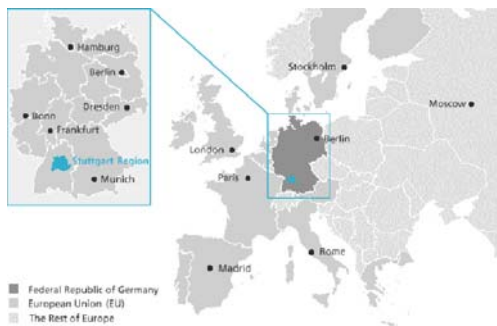 Hamburg
Berlin
Dresden
Bonn
Frankfurt
Stuttgart Region
Munich
Stockholm
Moscow
Berlin
London
Paris
Rome
Madrid
Federal Republic of Germany
European Union (EU)
The Rest of Europe